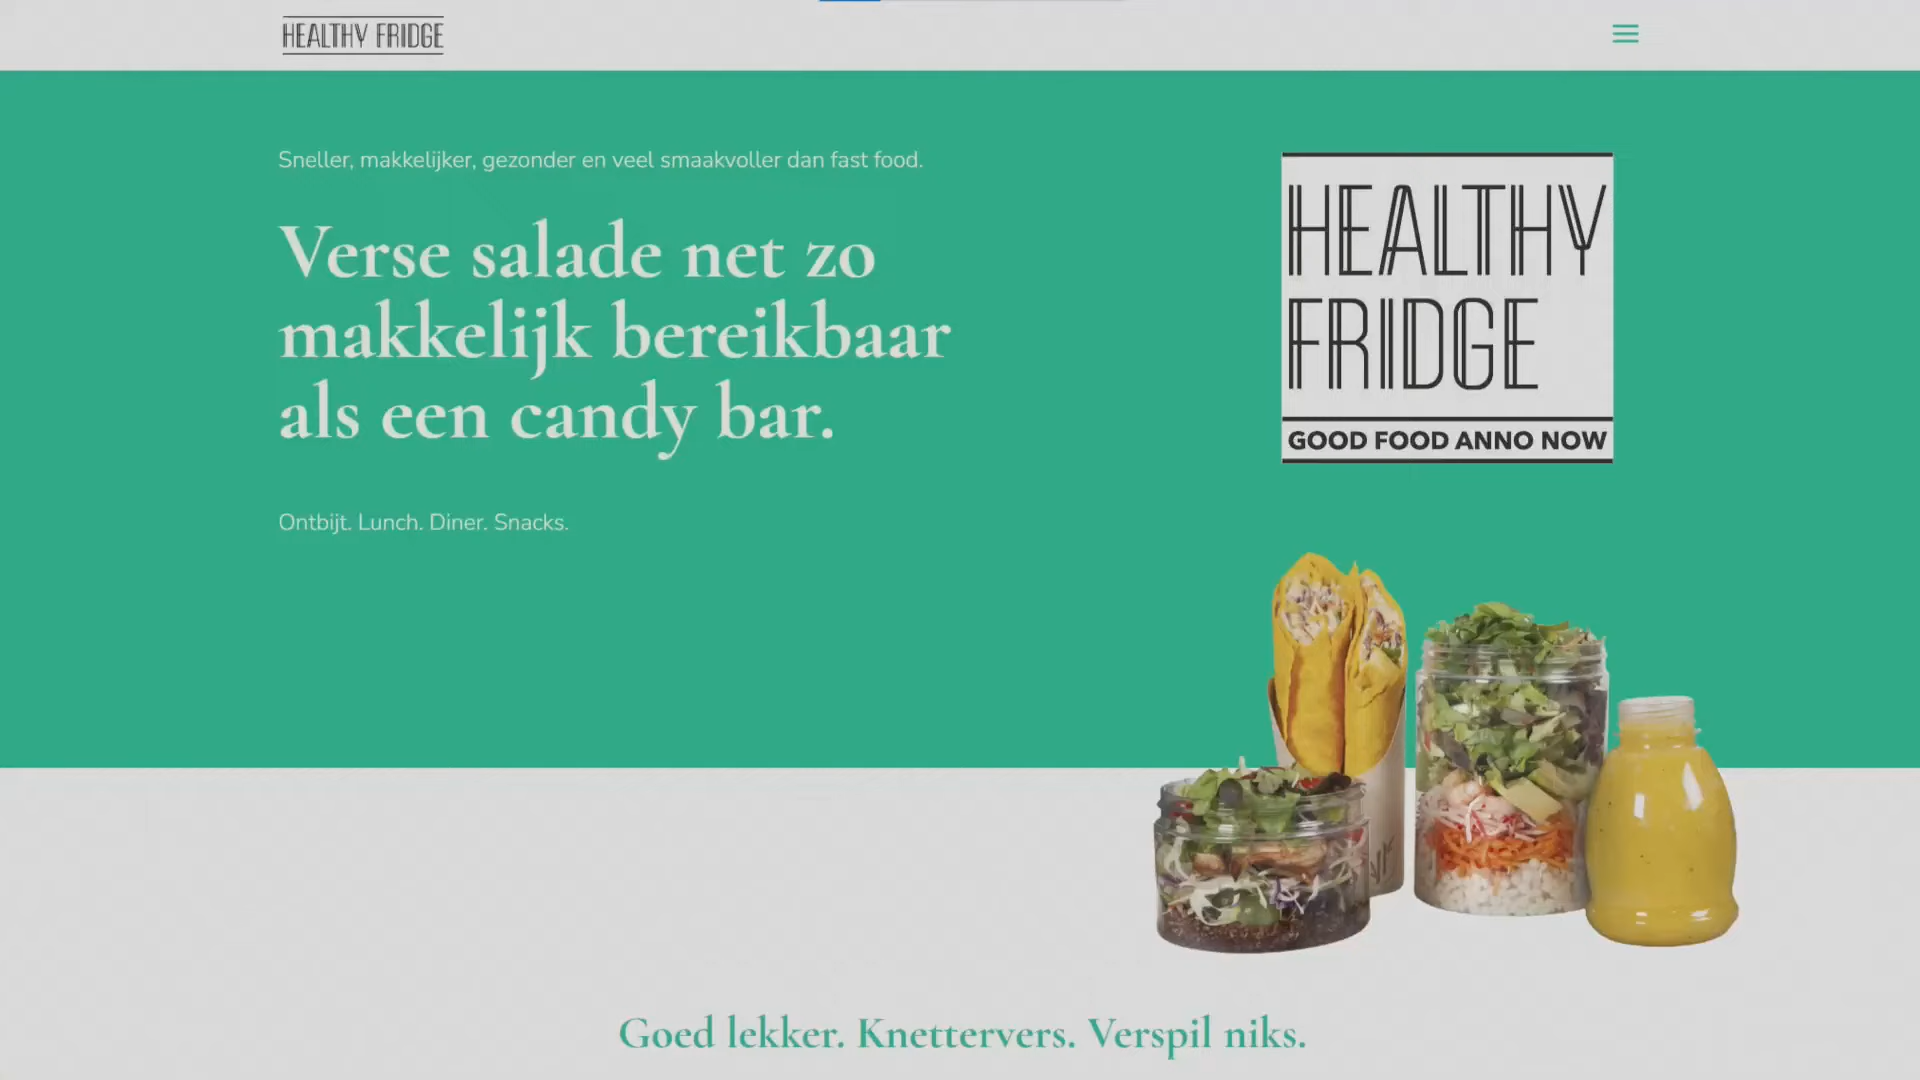 HEALTHY FRIDGE
Sneller, makkelijker, gezonder en veel smaakvoller dan fast food.
Verse salade net zo
makkelijk bereikbaar
als een candy bar.
Ontbijt. Lunch. Diner. Snacks.
HEALTHY
FRIDGE
GOOD FOOD ANNO NOW
Goed lekker. Knettervers. Verspil niks.